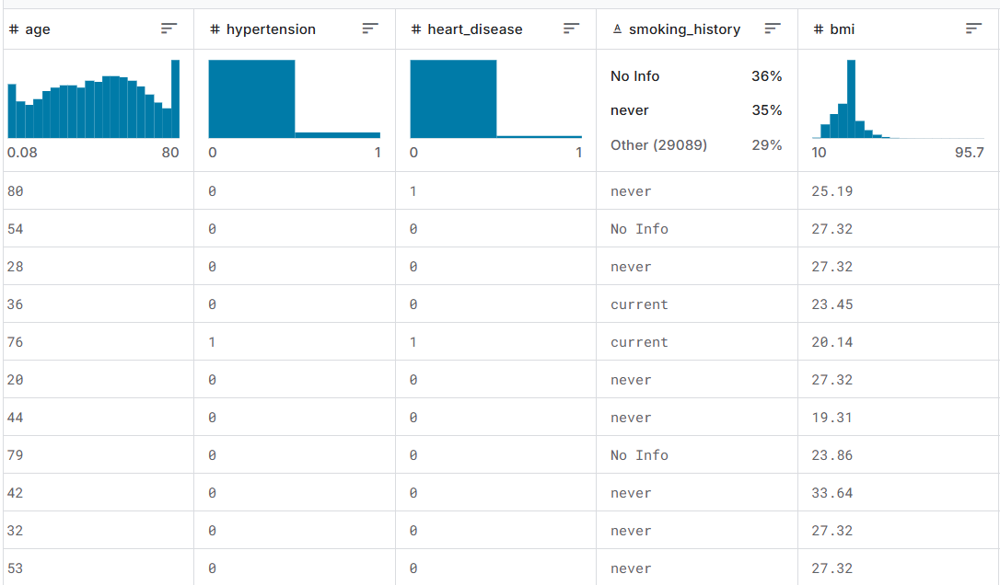 # age # hypertension # heart_disease A smoking_history # bmi
No Info 36%
never 35%
Other (29089) 29%
0.08 80 0 1 0 1 10 95.7
80 0 1 never 25.19
54 0 0 No Info 27.32
28 0 0 never 27.32
36 0 0 current 23.45
76 1 1 current 20.14
20 0 0 never 27.32
44 0 0 never 19.31
79 0 0 No Info 23.86
42 0 0 never 33.64
32 0 0 never 27.32
53 0 0 never 27.32